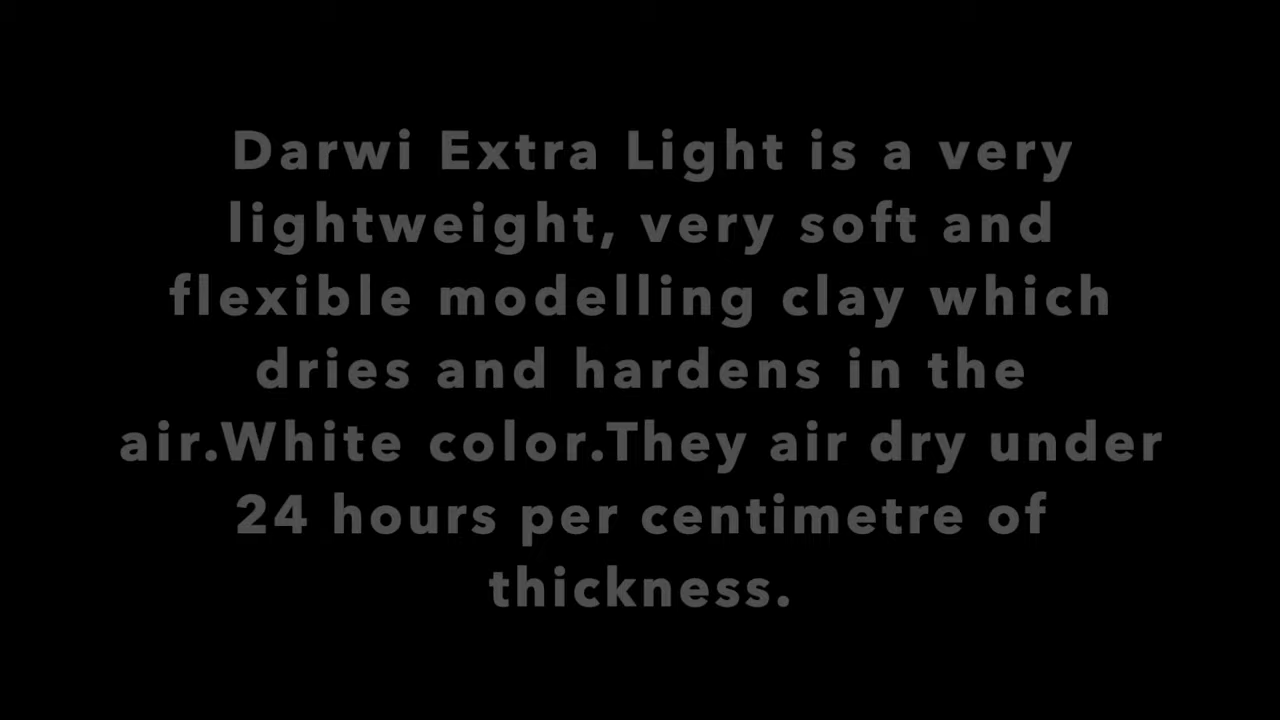 Darwi Extra Light is a very
lightweight, very soft and
flexible modelling clay which
dries and hardens in the
air.White color.They air dry under
24 hours per centimetre of
thickness.